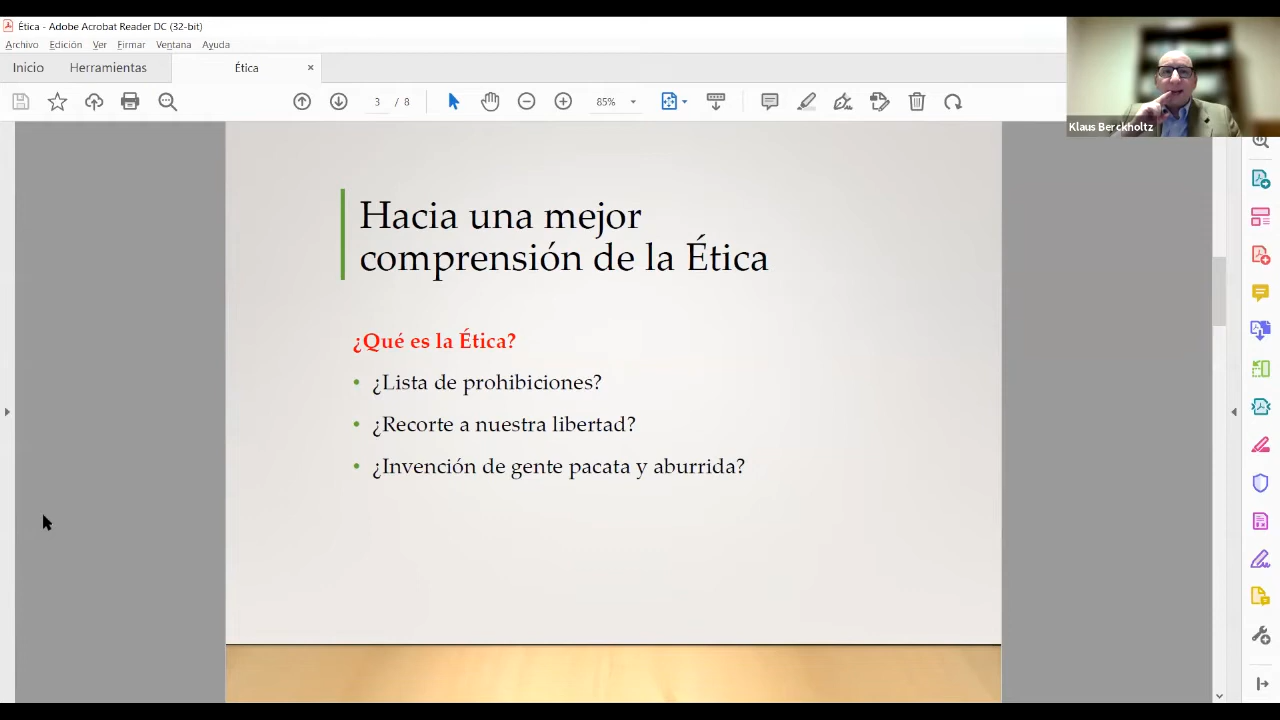 Ética - Adobe Acrobat Reader DC (32-bit)
Archivo Edición Ver Firmar Ventana Ayuda
Inicio Herramientas Ética ×
3 / 8 85%
Klaus Berckholtz
Hacia una mejor
comprensión de la Ética
¿Qué es la Ética?
• ¿Lista de prohibiciones?
• ¿Recorte a nuestra libertad?
• ¿Invención de gente pacata y aburrida?